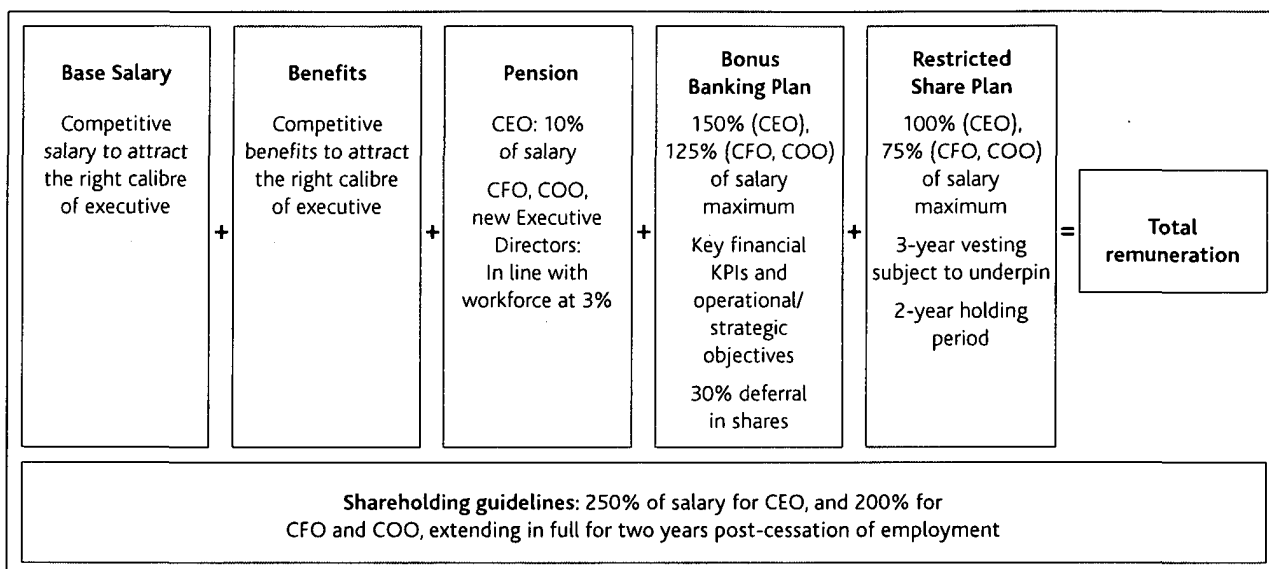 Base Salary
Competitive
salary to attract
the right calibre
of executive
+
Benefits
Competitive
benefits to attract
the right calibre
of executive
+
Pension
CEO: 10%
of salary
CFO, COO,
new Executive
Directors:
In line with
workforce at 3%
+
Bonus
Banking Plan
150% (CEO),
125% (CFO, COO)
of salary
maximum
Key financial
KPIs and
operational/
strategic
objectives
30% deferral
in shares
+
Restricted
Share Plan
100% (CEO),
75% (CFO, COO)
of salary
maximum
3-year vesting
subject to underpin
2-year holding
period
=
Total
remuneration
Shareholding guidelines: 250% of salary for CEO, and 200% for
CFO and COO, extending in full for two years post-cessation of employment